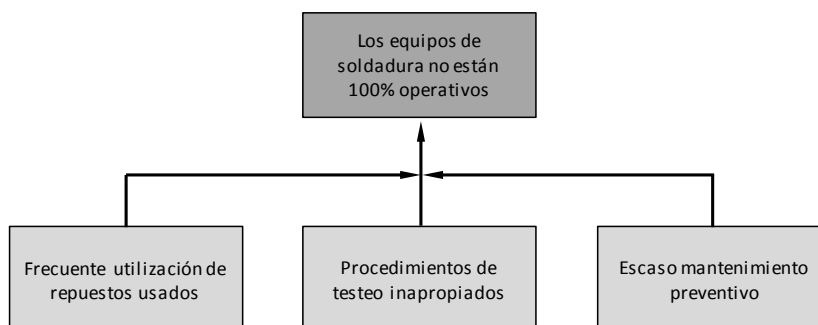 Los equipos de
soldadura no están
100% operativos
Frecuente utilización de
repuestos usados
Procedimientos de
testeo inapropiados
Escaso mantenimiento
preventivo